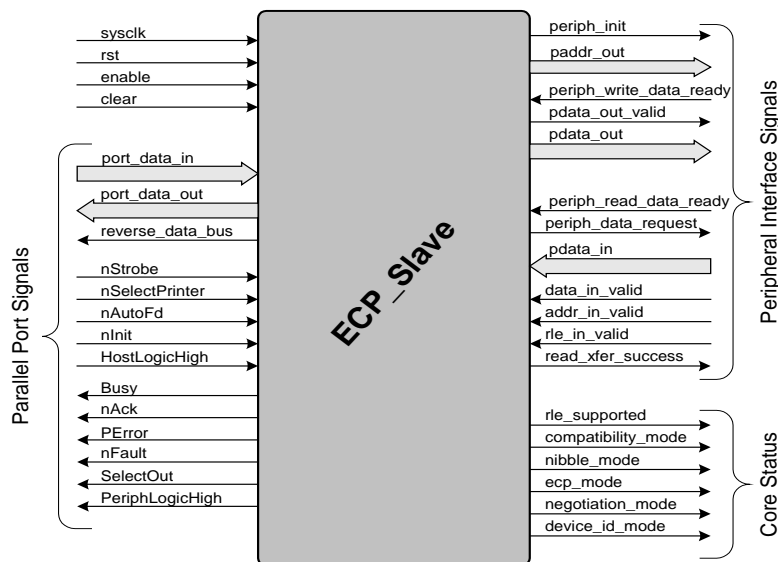 sysclk
rst
enable
clear
Parallel Port Signals
port_data_in
port_data_out
reverse_data_bus
nStrobe
nSelectPrinter
nAutoFd
nInit
HostLogicHigh
Busy
nAck
PError
nFault
SelectOut
PeriphLogicHigh
ECP_Slave
periph_init
paddr_out
periph_write_data_ready
pdata_out_valid
pdata_out
periph_read_data_ready
periph_data_request
pdata_in
data_in_valid
addr_in_valid
rle_in_valid
read_xfer_success
Peripheral Interface Signals
rle_supported
compatibility_mode
nibble_mode
ecp_mode
negotiation_mode
device_id_mode
Core Status